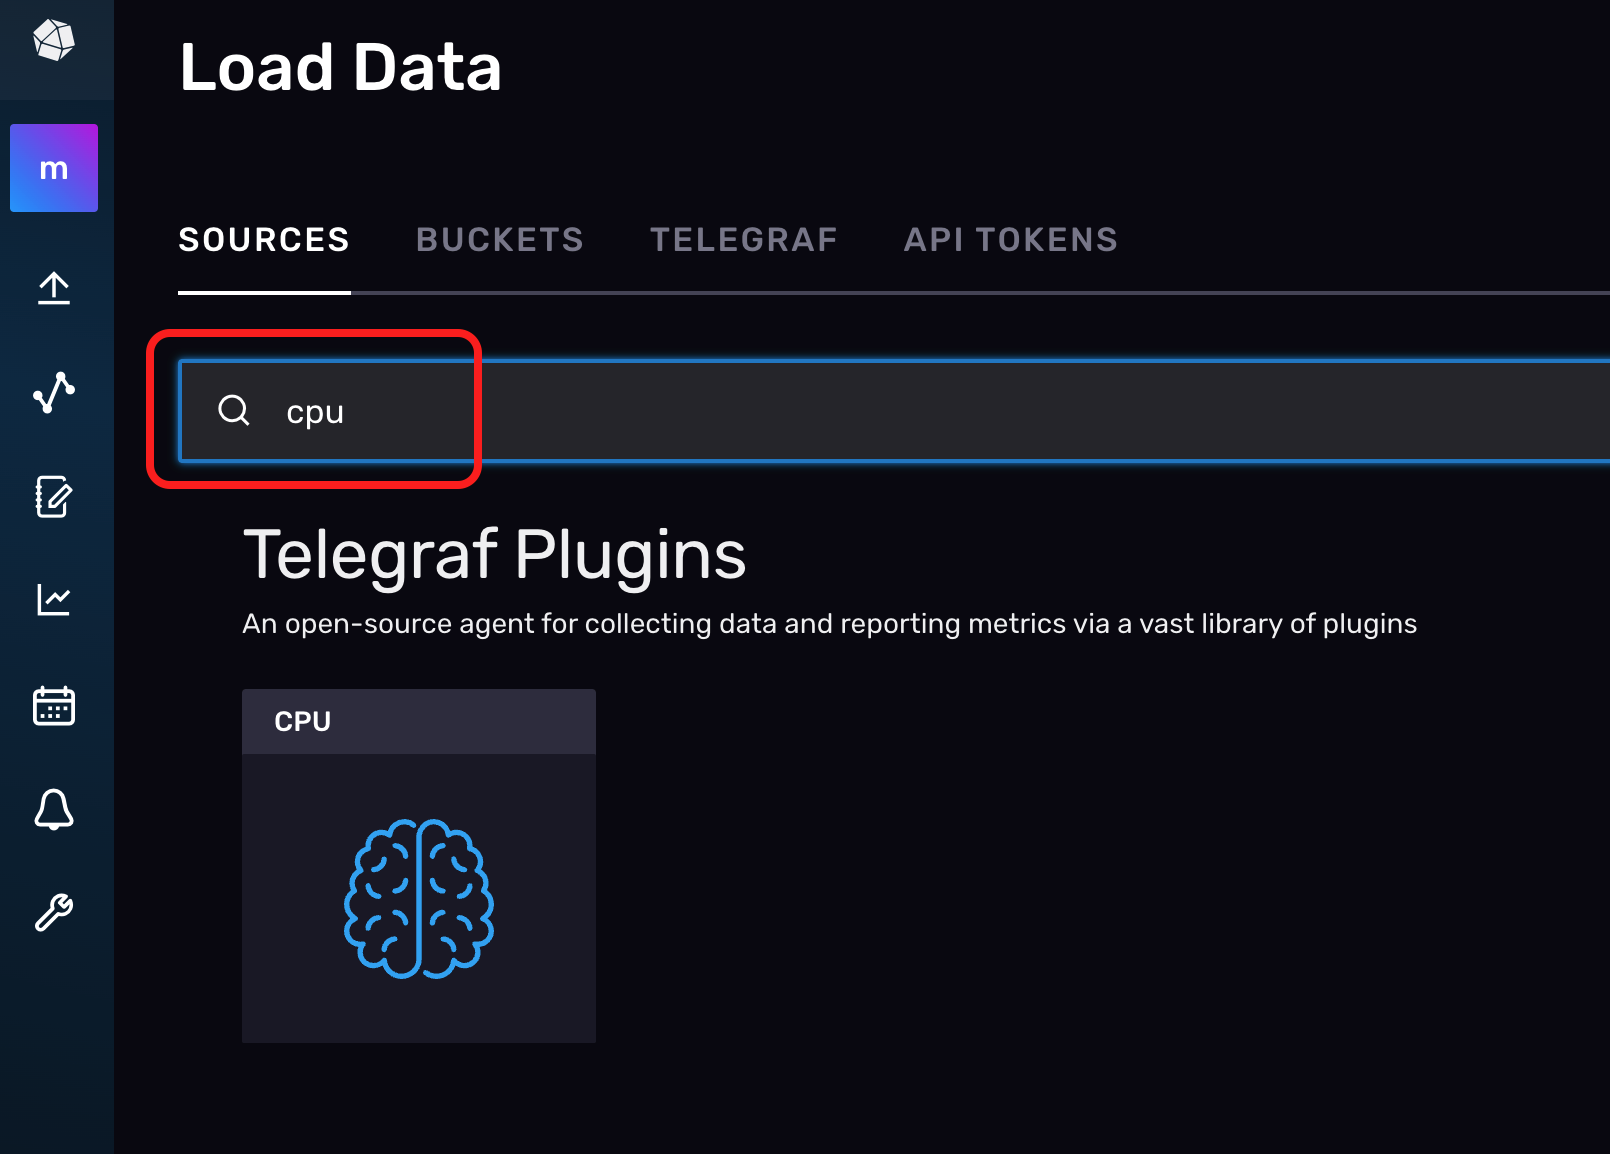 Load Data
m
SOURCES BUCKETS TELEGRAF API TOKENS
cpu
Telegraf Plugins
An open-source agent for collecting data and reporting metrics via a vast library of plugins
CPU